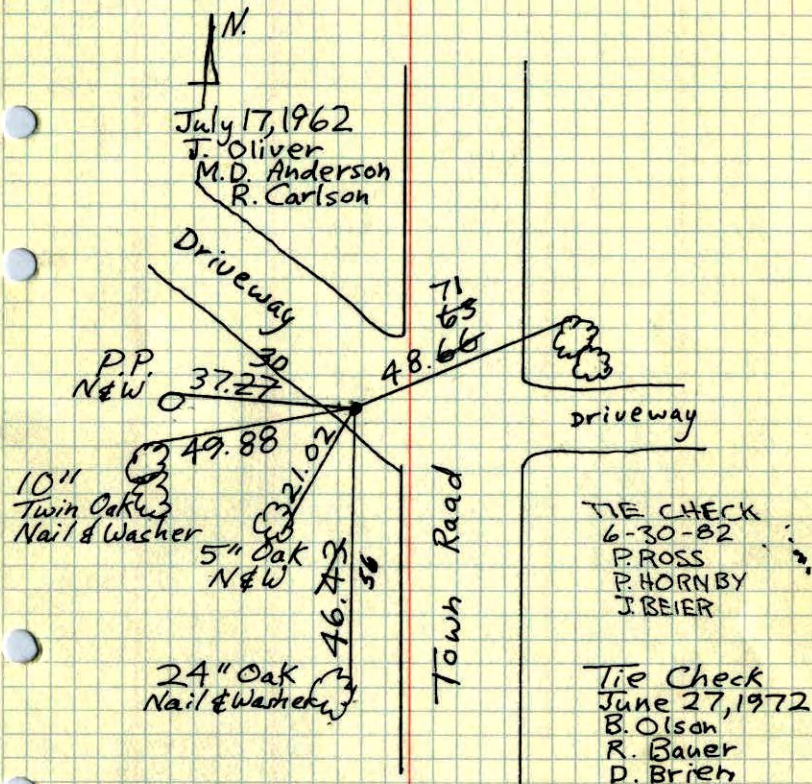 N.
July 17, 1962
J. Oliver
M.D. Anderson
R. Carlson
Driveway
71
63
48.66
30
P.P.
N&W
37.27
Driveway
49.88
21.02
10"
Twin Oak
Nail & Washer
5" Oak
N&W
46.43
56
Town Raad
24" Oak
Nail & Washer
TIE CHECK
6-30-82
P. ROSS
P. HORNBY
J. BEIER
Tie Check
June 27, 1972
B. Olson
R. Bauer
D. Brien